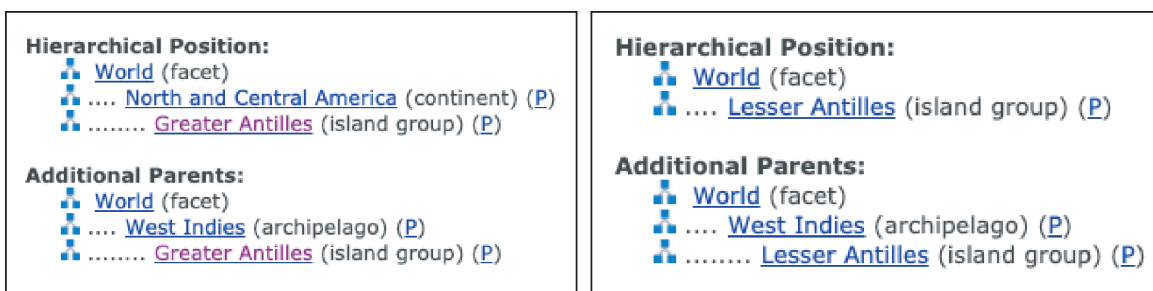 Hierarchical Position:
World (facet)
.... North and Central America (continent) (P)
........ Greater Antilles (island group) (P)
Additional Parents:
World (facet)
.... West Indies (archipelago) (P)
........ Greater Antilles (island group) (P)
Hierarchical Position:
World (facet)
.... Lesser Antilles (island group) (P)
Additional Parents:
World (facet)
.... West Indies (archipelago) (P)
........ Lesser Antilles (island group) (P)